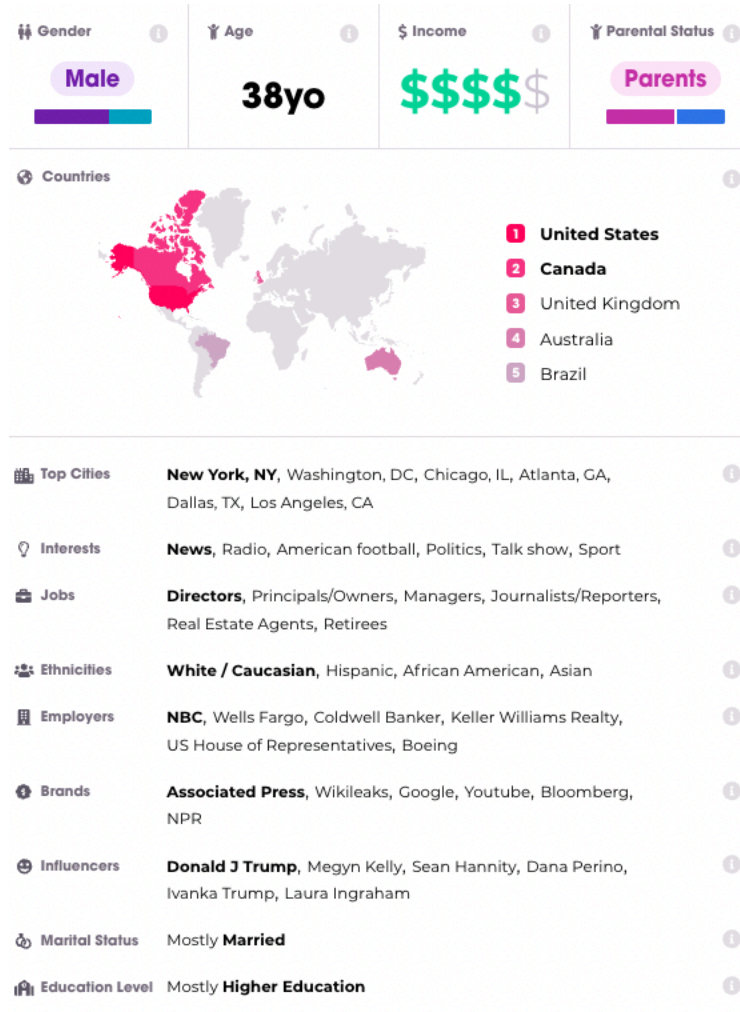 Gender
Age
$ Income
Parental Status
Male
38yo
$$$$$
Parents
Countries
1 United States
2 Canada
3 United Kingdom
4 Australia
5 Brazil
Top Cities
New York, NY, Washington, DC, Chicago, IL, Atlanta, GA,
Dallas, TX, Los Angeles, CA
Interests
News, Radio, American football, Politics, Talk show, Sport
Jobs
Directors, Principals/Owners, Managers, Journalists/Reporters,
Real Estate Agents, Retirees
Ethnicities
White / Caucasian, Hispanic, African American, Asian
Employers
NBC, Wells Fargo, Coldwell Banker, Keller Williams Realty,
US House of Representatives, Boeing
Brands
Associated Press, Wikileaks, Google, Youtube, Bloomberg,
NPR
Influencers
Donald J Trump, Megyn Kelly, Sean Hannity, Dana Perino,
Ivanka Trump, Laura Ingraham
Marital Status
Mostly Married
Education Level
Mostly Higher Education